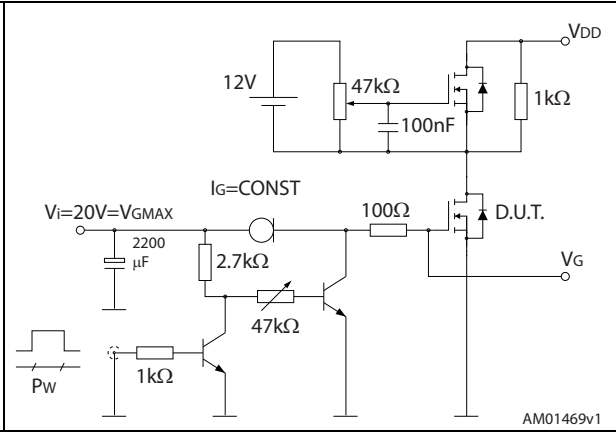 VDD
12V
47kΩ
1kΩ
100nF
IG=CONST
Vi=20V=VGMAX
100Ω
D.U.T.
2200
μF
2.7kΩ
VG
47kΩ
1kΩ
PW
AM01469v1